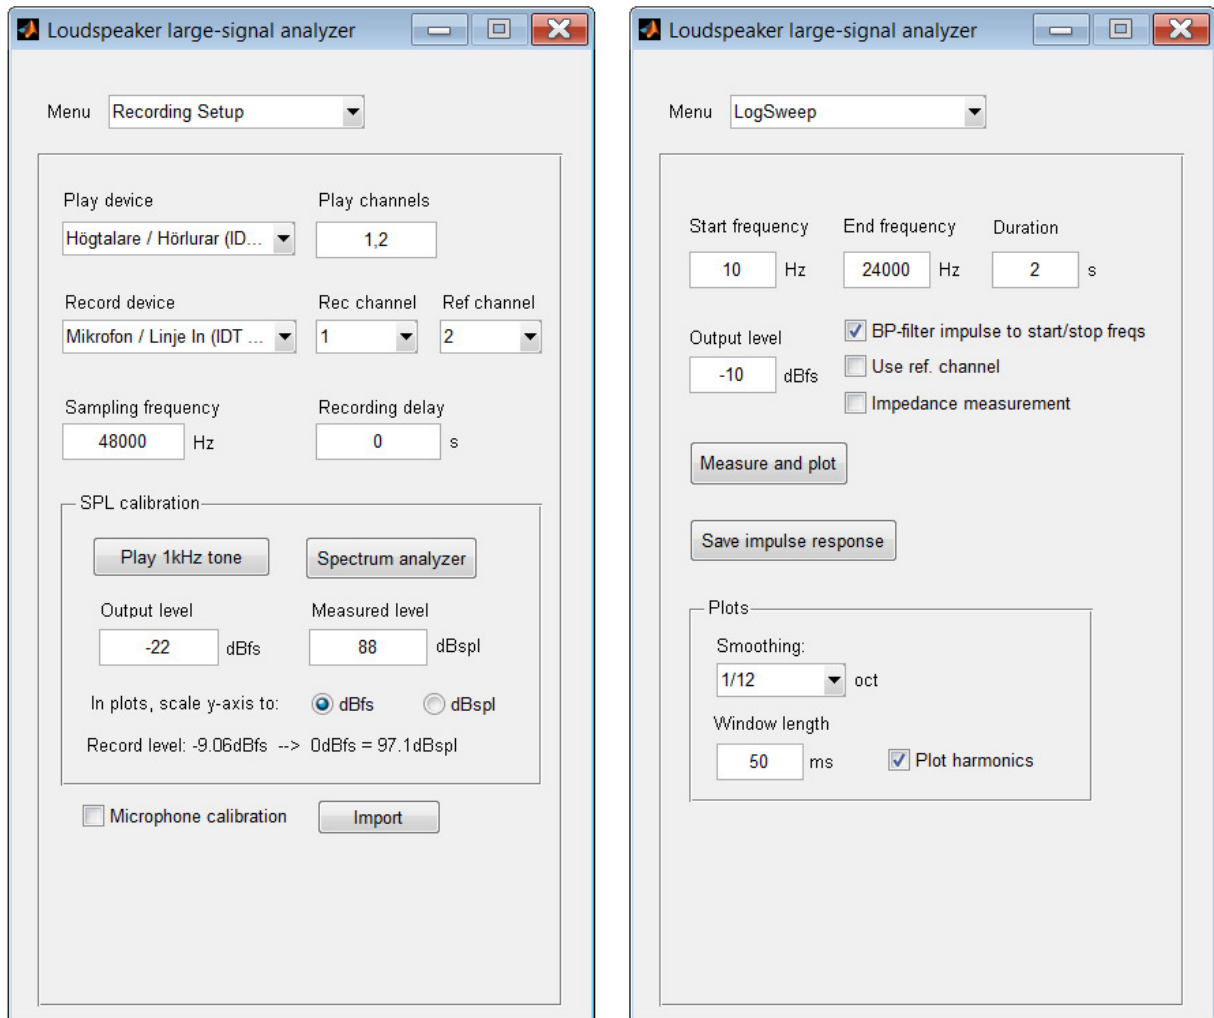 Loudspeaker large-signal analyzer
Menu Recording Setup
Play device Play channels
Högtalare / Hörlurar (ID... 1,2
Record device Rec channel Ref channel
Mikrofon / Linje In (IDT ... 1 2
Sampling frequency Recording delay
48000 Hz 0 s
SPL calibration
Play 1kHz tone Spectrum analyzer
Output level Measured level
-22 dBfs 88 dBspl
In plots, scale y-axis to: dBfs dBspl
Record level: -9.06dBfs --> 0dBfs = 97.1dBspl
Microphone calibration Import
Loudspeaker large-signal analyzer
Menu LogSweep
Start frequency End frequency Duration
10 Hz 24000 Hz 2 s
Output level
-10 dBfs
BP-filter impulse to start/stop freqs
Use ref. channel
Impedance measurement
Measure and plot
Save impulse response
Plots
Smoothing:
1/12 oct
Window length
50 ms Plot harmonics